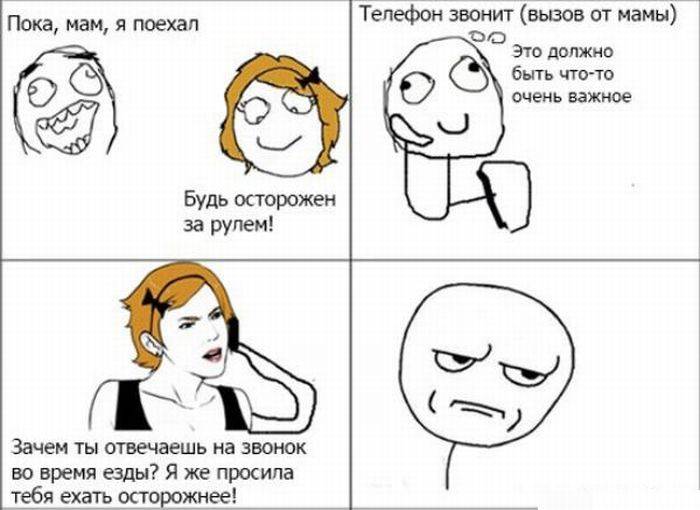 Пока, мам, я поехал
Будь осторожен
за рулем!
Телефон звонит (вызов от мамы)
Это должно
быть что-то
очень важное
Зачем ты отвечаешь на звонок
во время езды? Я же просила
тебя ехать осторожнее!